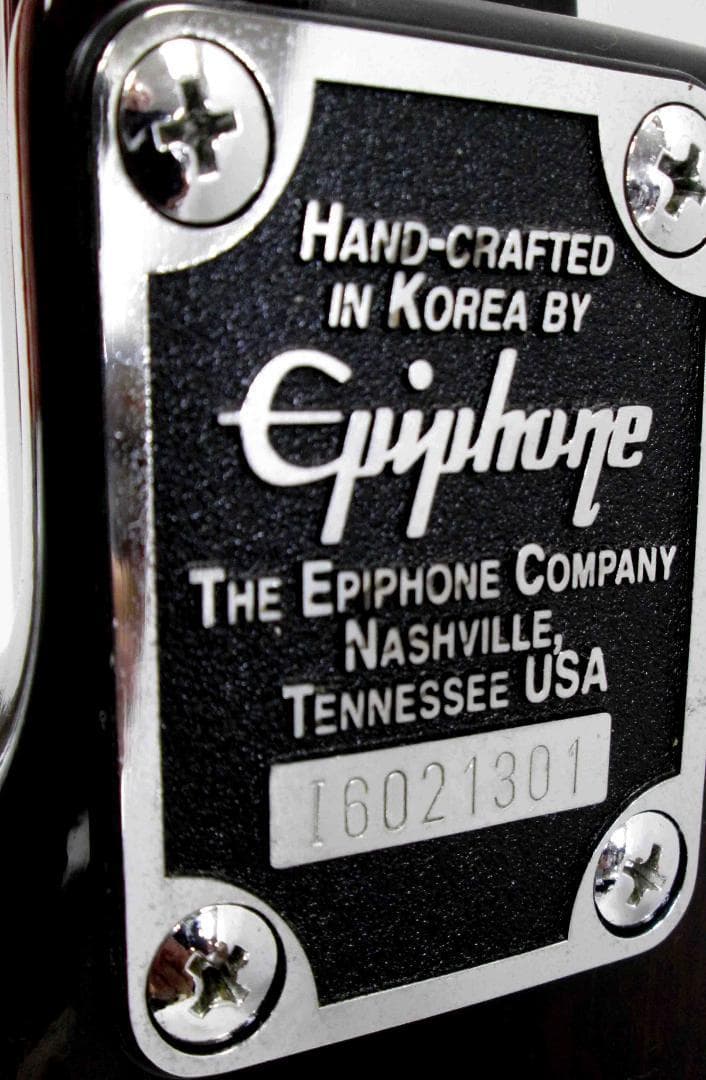 HAND-CRAFTED
IN KOREA BY
Epiphone
THE EPIPHONE COMPANY
NASHVILLE,
TENNESSEE USA
I6021301